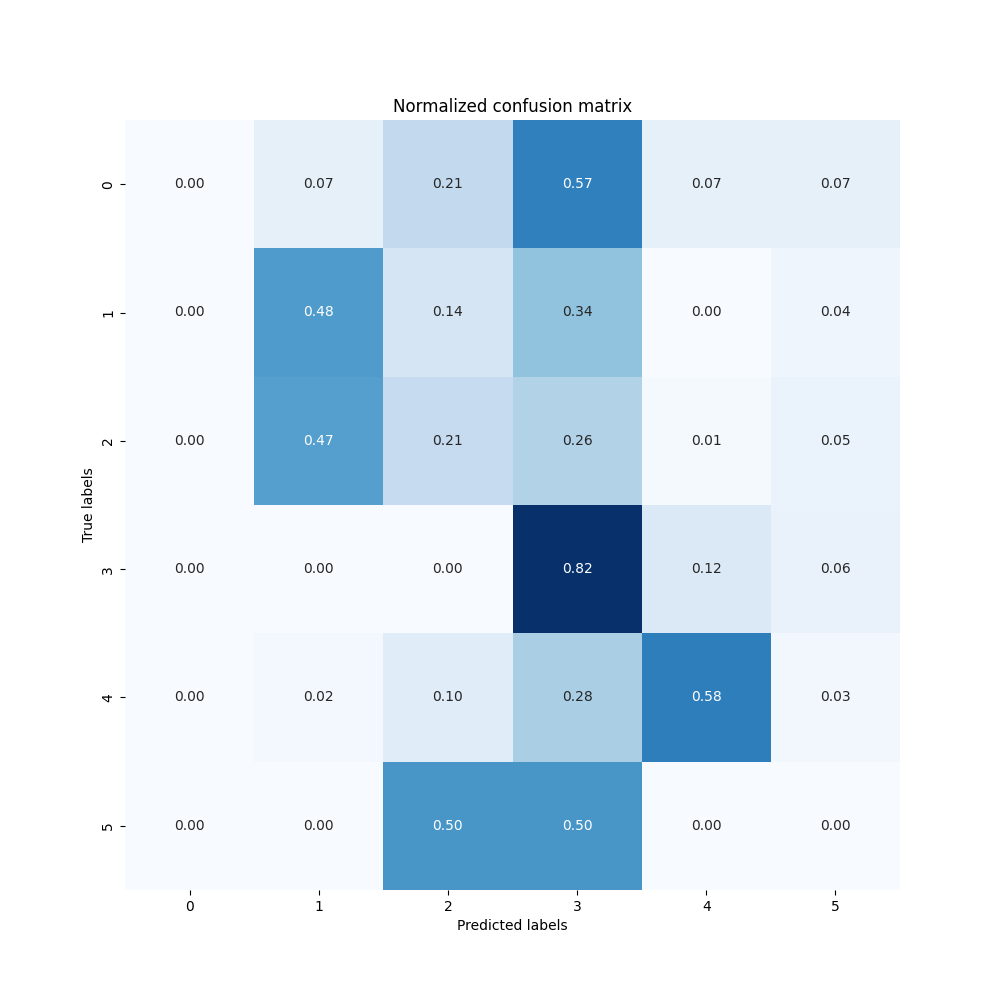 Normalized confusion matrix
True labels
0 0.00 0.07 0.21 0.57 0.07 0.07
1 0.00 0.48 0.14 0.34 0.00 0.04
2 0.00 0.47 0.21 0.26 0.01 0.05
3 0.00 0.00 0.00 0.82 0.12 0.06
4 0.00 0.02 0.10 0.28 0.58 0.03
5 0.00 0.00 0.50 0.50 0.00 0.00
0 1 2 3 4 5
Predicted labels